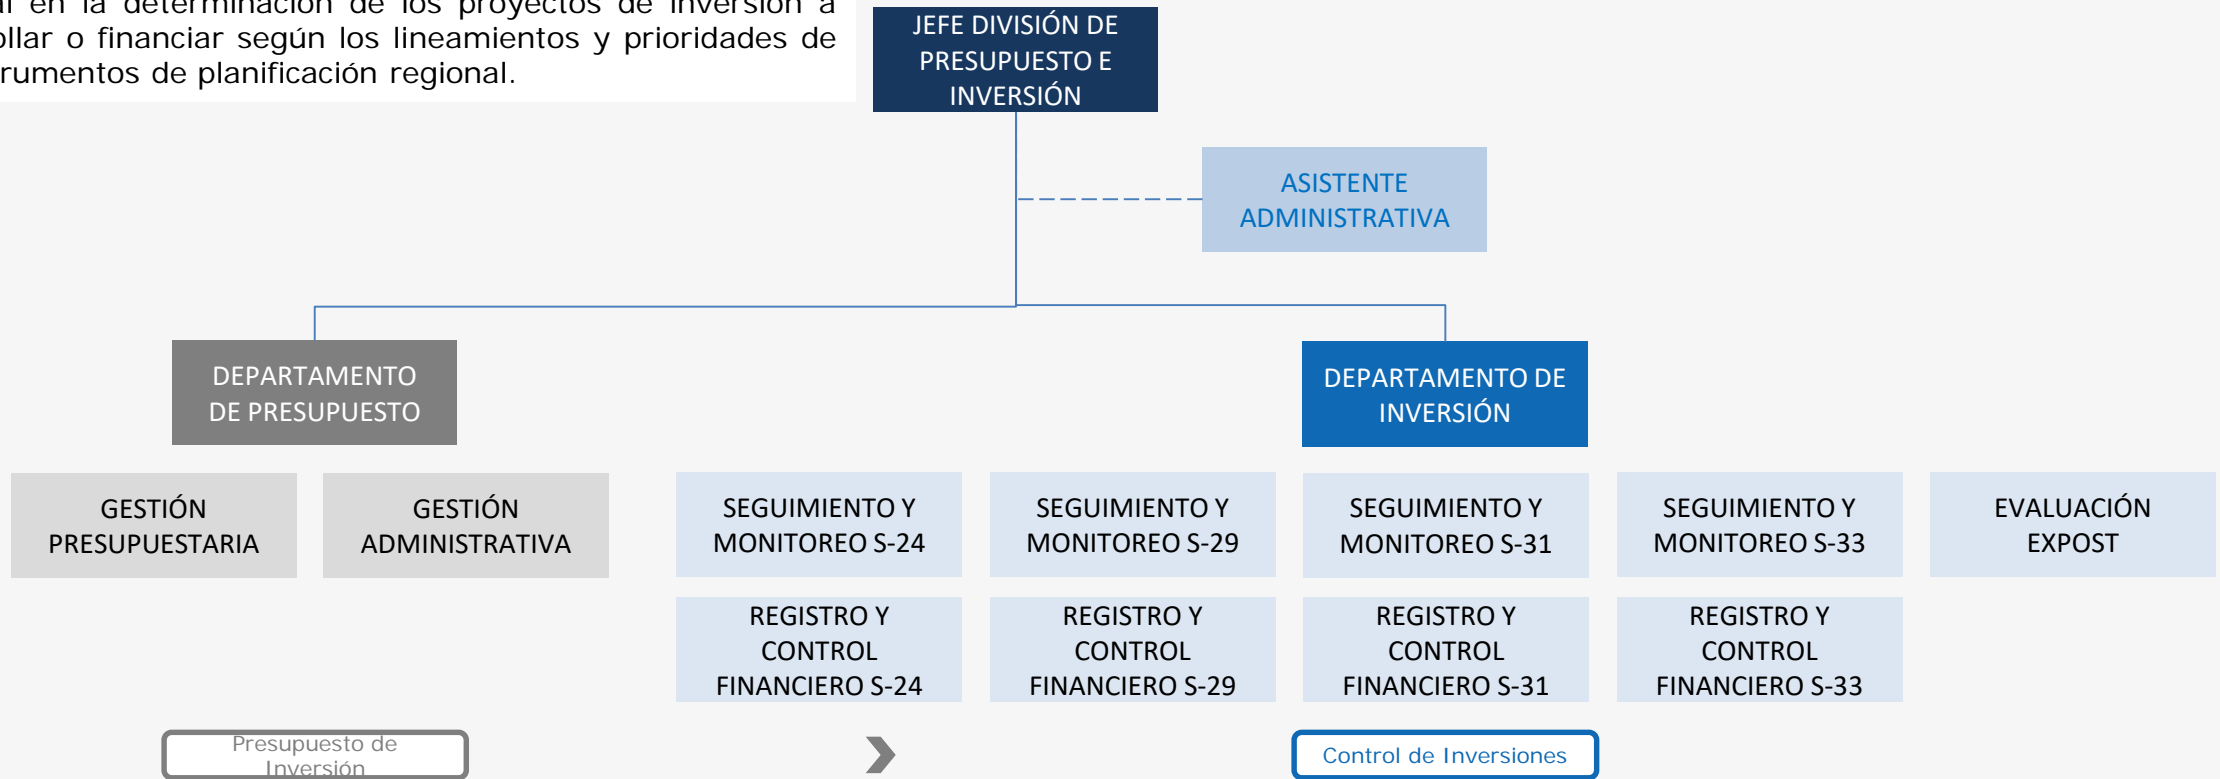 en la determinación de los proyectos de inversión a
o financiar según los lineamientos y prioridades de
de planificación regional.
JEFE DIVISIÓN DE
PRESUPUESTO E
INVERSIÓN
ASISTENTE
ADMINISTRATIVA
DEPARTAMENTO
DE PRESUPUESTO
DEPARTAMENTO DE
INVERSIÓN
GESTIÓN
PRESUPUESTARIA
GESTIÓN
ADMINISTRATIVA
SEGUIMIENTO Y
MONITOREO S-24
SEGUIMIENTO Y
MONITOREO S-29
SEGUIMIENTO Y
MONITOREO S-31
SEGUIMIENTO Y
MONITOREO S-33
EVALUACIÓN
EXPOST
REGISTRO Y
CONTROL
FINANCIERO S-24
REGISTRO Y
CONTROL
FINANCIERO S-29
REGISTRO Y
CONTROL
FINANCIERO S-31
REGISTRO Y
CONTROL
FINANCIERO S-33
Presupuesto de
Inversión
Control de Inversiones